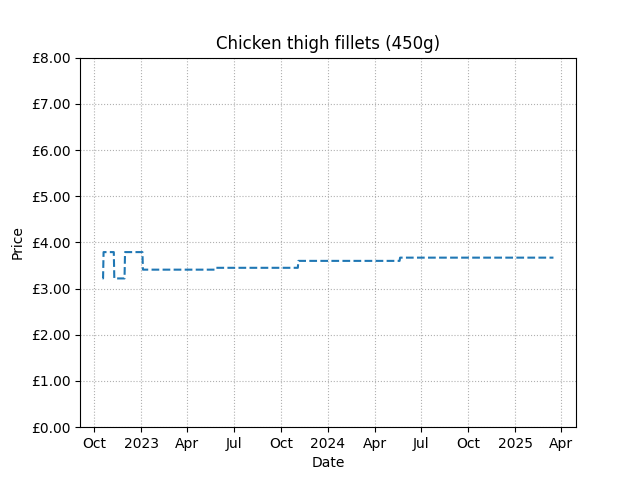 Chicken thigh fillets (450g)
£8.00
£7.00
£6.00
£5.00
£4.00
£3.00
£2.00
£1.00
£0.00
Price
Oct 2023 Apr Jul Oct 2024 Apr Jul Oct 2025 Apr
Date